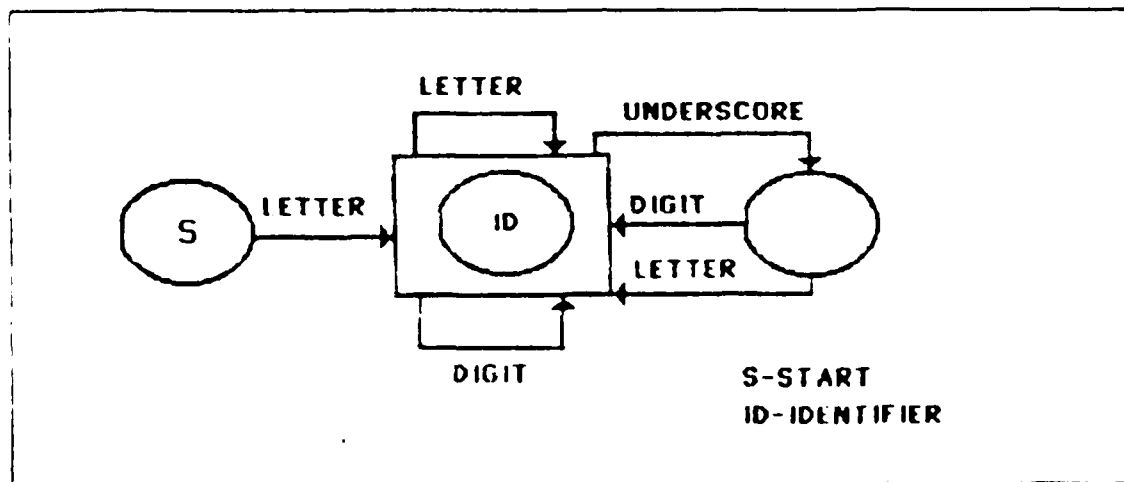 LETTER
UNDERSCORE
LETTER
DIGIT
S
ID
LETTER
DIGIT
S-START
ID-IDENTIFIER